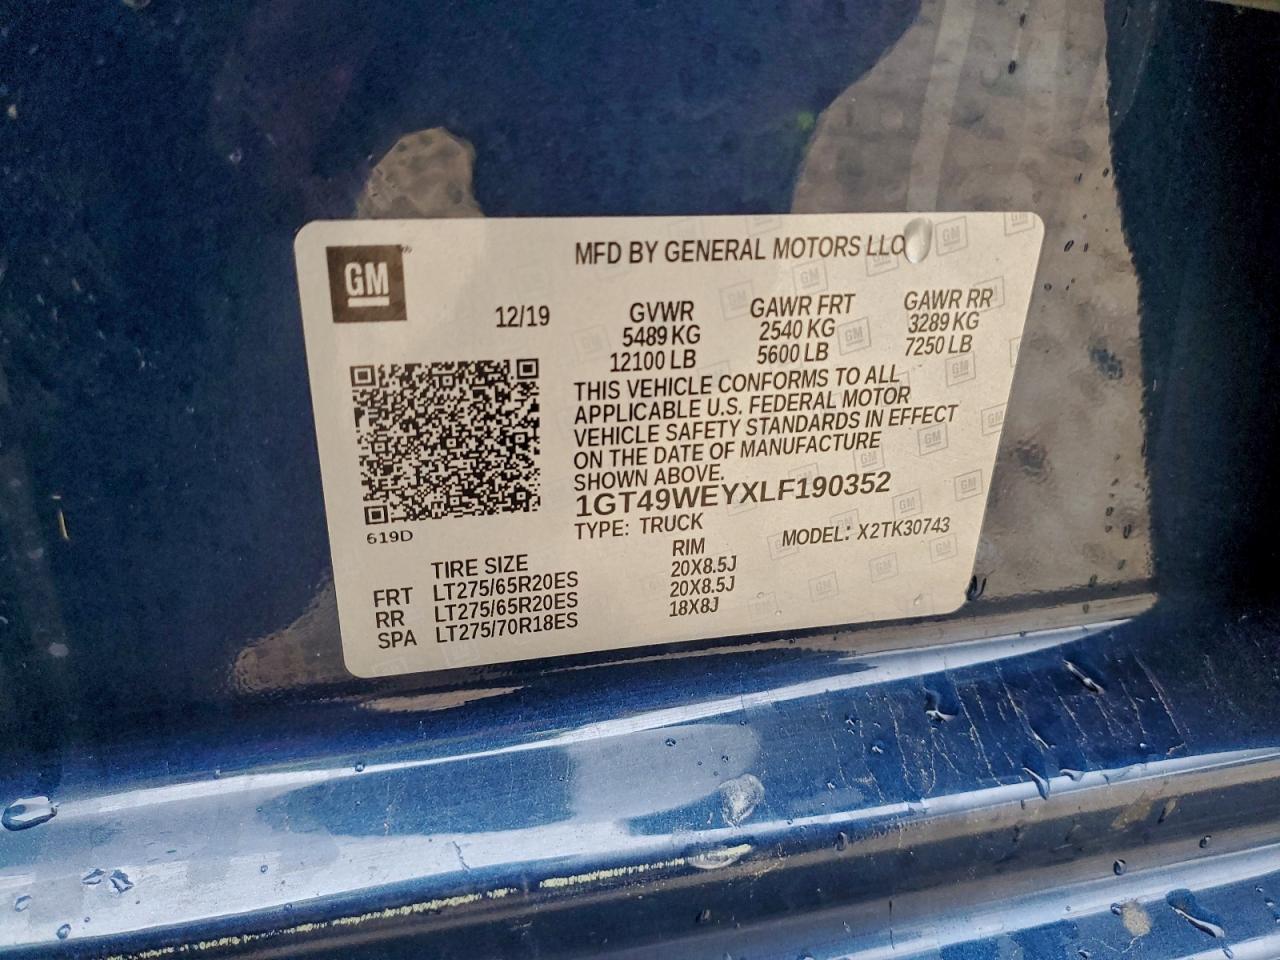 GM
MFD BY GENERAL MOTORS LLC
12/19
GVWR GAWR FRT GAWR RR
5489 KG 2540 KG 3289 KG
12100 LB 5600 LB 7250 LB
THIS VEHICLE CONFORMS TO ALL
APPLICABLE U.S. FEDERAL MOTOR
VEHICLE SAFETY STANDARDS IN EFFECT
ON THE DATE OF MANUFACTURE
SHOWN ABOVE.
1GT49WEYXLF190352
TYPE: TRUCK MODEL: X2TK30743
619D
TIRE SIZE RIM
FRT LT275/65R20ES 20X8.5J
RR LT275/65R20ES 20X8.5J
SPA LT275/70R18ES 18X8J